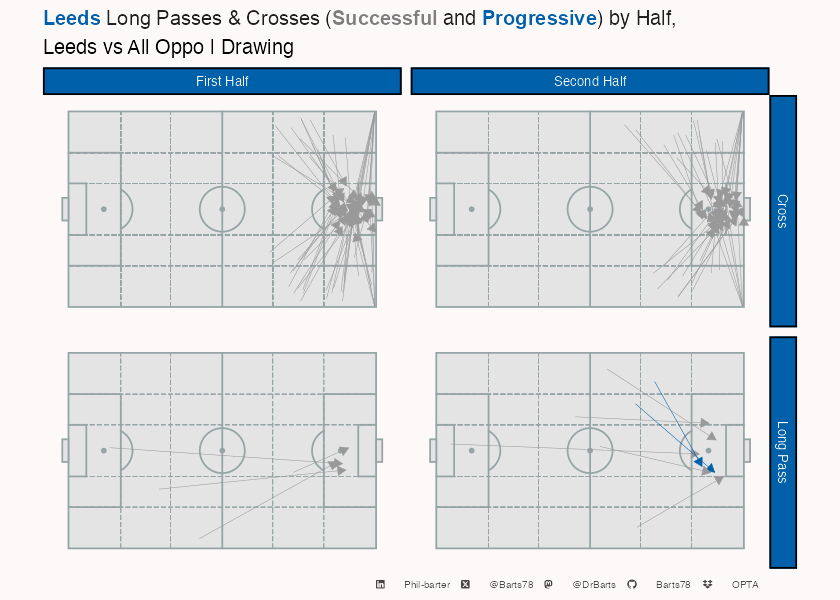 Leeds Long Passes & Crosses (Successful and Progressive) by Half,
Leeds vs All Oppo | Drawing
First Half
Second Half
Cross
Long Pass
Phil-barter @Barts78 @DrBarts Barts78 OPTA